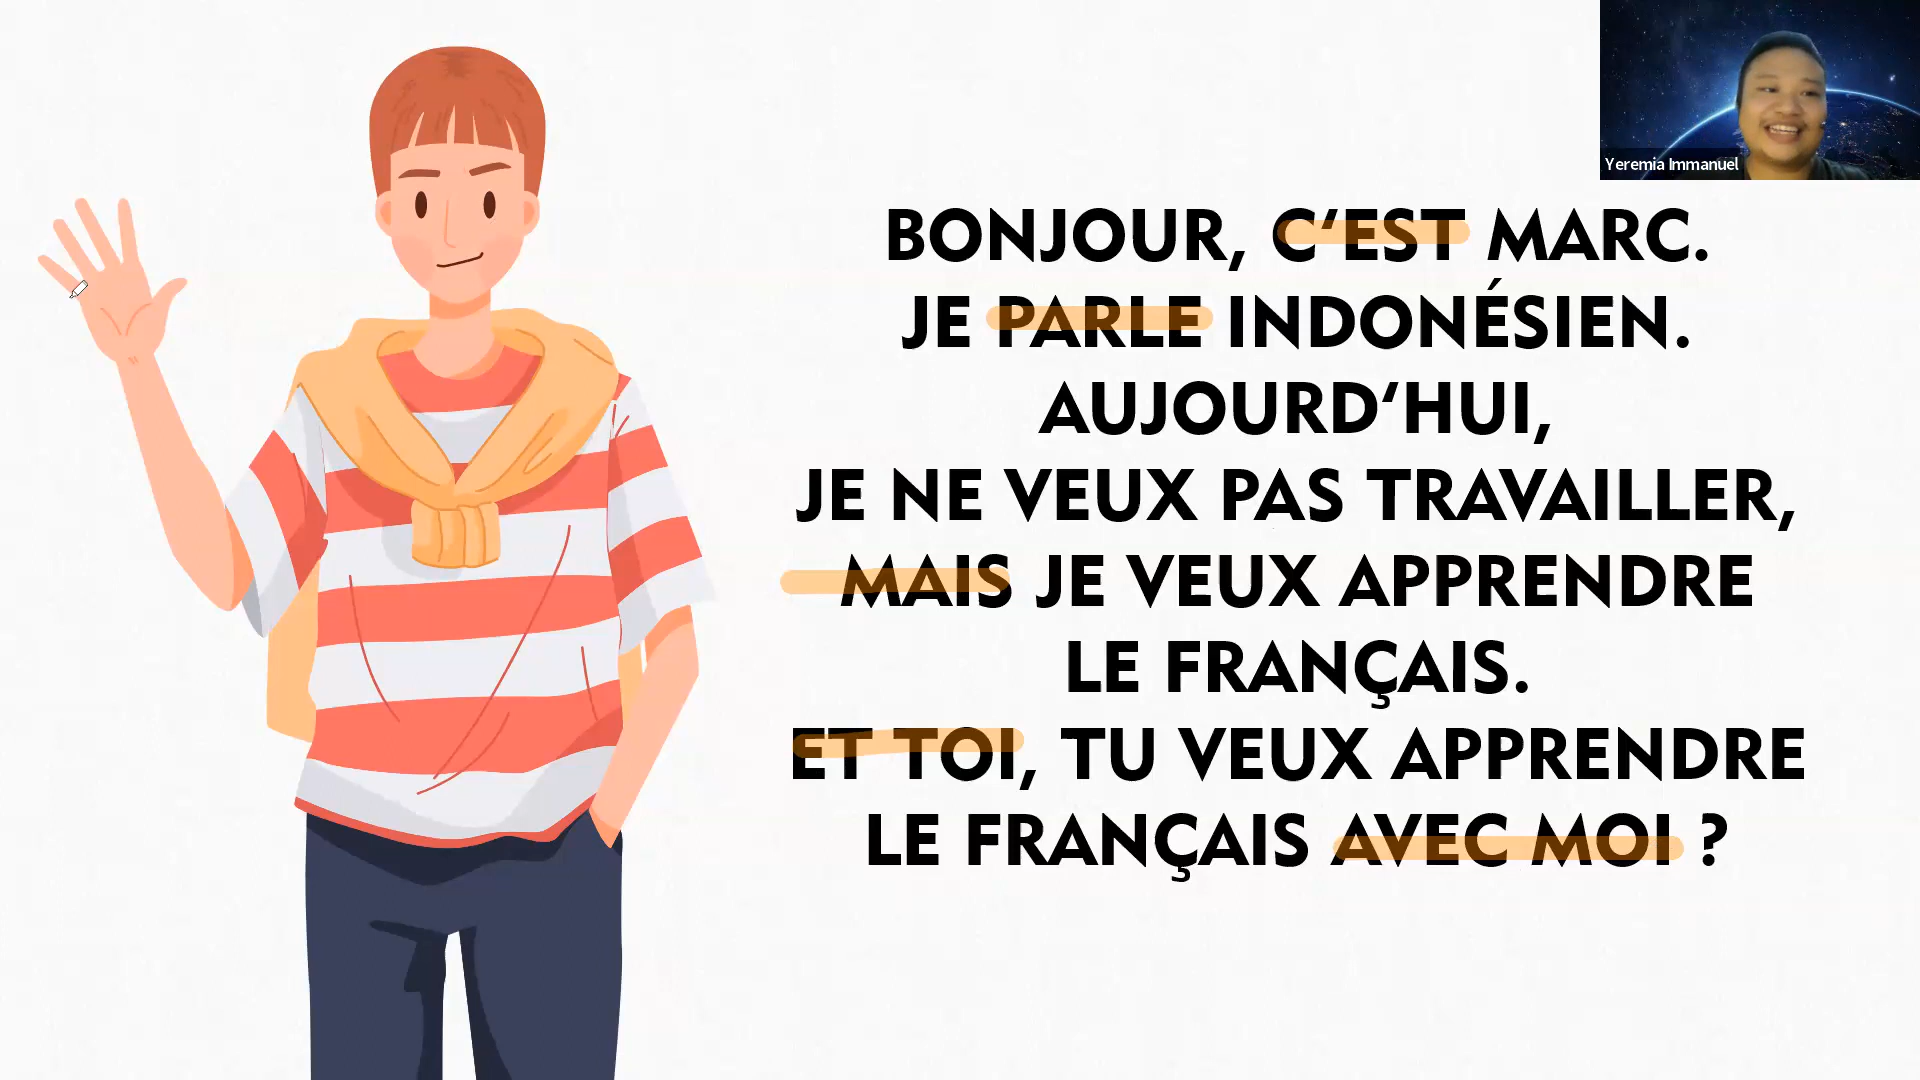 Yeremia Immanuel
BONJOUR, C'EST MARC.
JE PARLE INDONÉSIEN.
AUJOURD'HUI,
JE NE VEUX PAS TRAVAILLER,
MAIS JE VEUX APPRENDRE
LE FRANÇAIS.
ET TOI, TU VEUX APPRENDRE
LE FRANÇAIS AVEC MOI ?